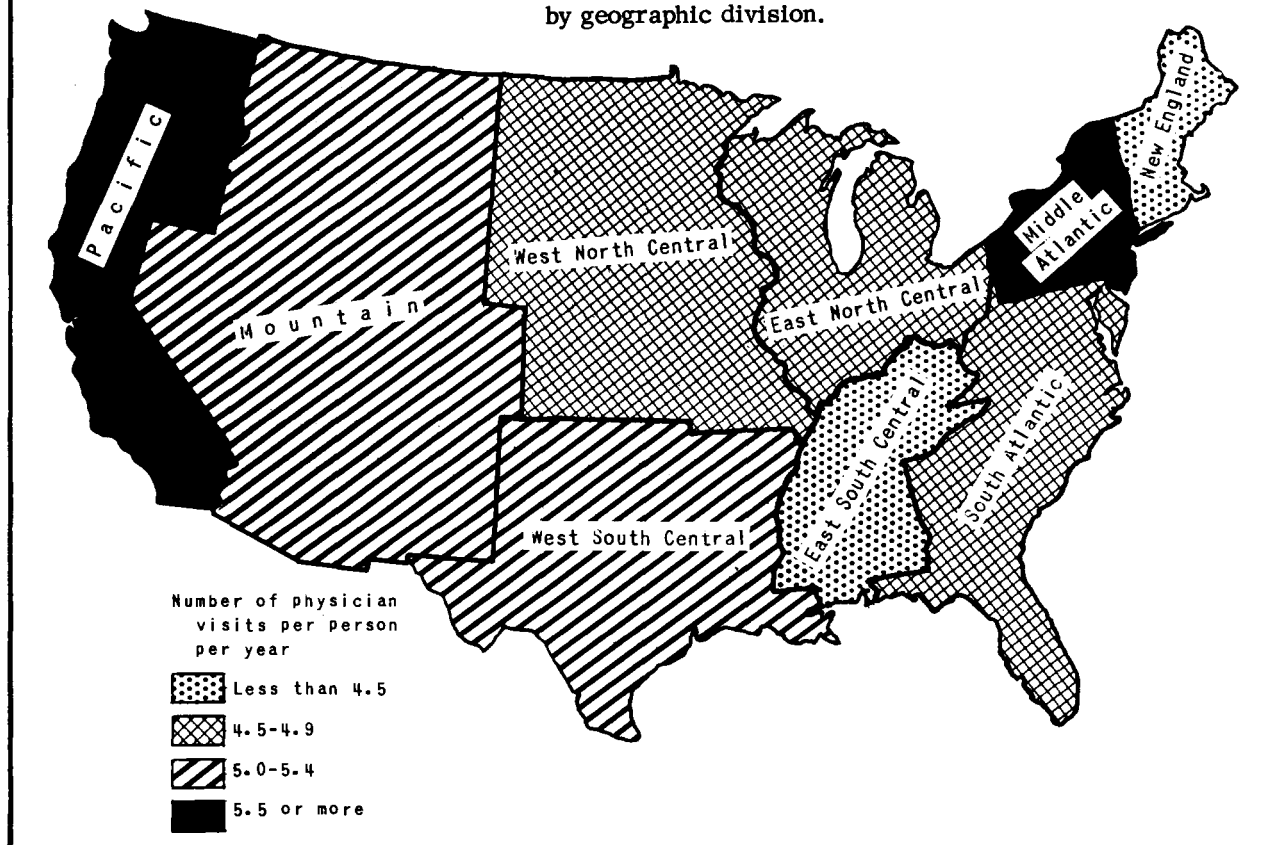 by geographic division.
New England
Pacific
Middle
Atlantic
West North Central
East North Central
Mountain
East South Central
South Atlantic
West South Central
Number of physician
visits per person
per year
Less than 4.5
4.5-4.9
5.0-5.4
5.5 or more